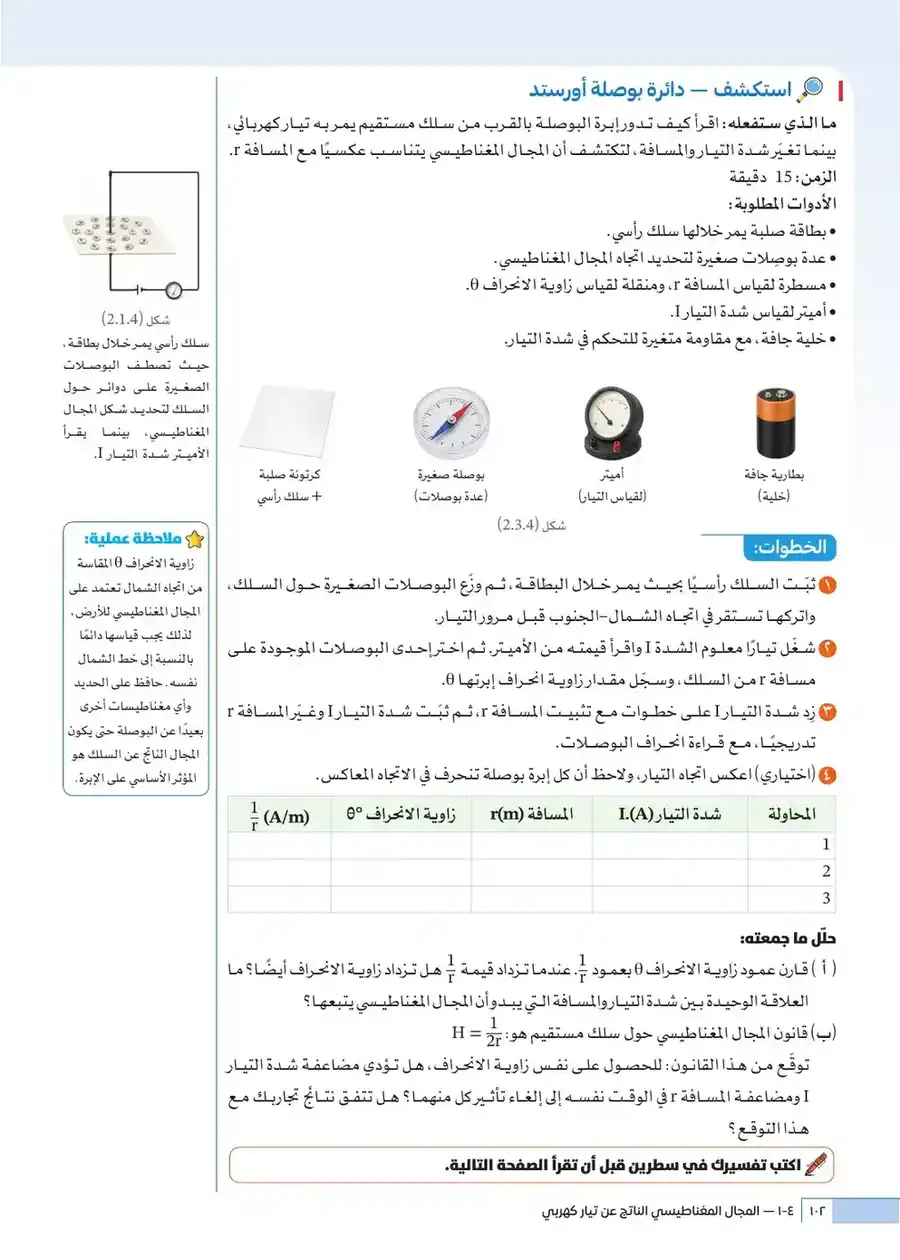 استكشف — دائرة بوصلة أورستد
ما الذي ستفعله: اقرأ كيف تدور إبرة البوصلة بالقرب من سلك مستقيم يمر به تيار كهربائي،
بينما تغيّر شدة التيار والمسافة، لتكتشف أن المجال المغناطيسي يتناسب عكسيًا مع المسافة r.
الزمن: 15 دقيقة
الأدوات المطلوبة:
• بطاقة صلبة يمر خلالها سلك رأسي.
• عدة بوصِلات صغيرة لتحديد اتجاه المجال المغناطيسي.
• مسطرة لقياس المسافة r، ومنقلة لقياس زاوية الانحراف θ.
• أميتر لقياس شدة التيار I.
• خلية جافة، مع مقاومة متغيرة للتحكم في شدة التيار.
شكل (2.1.4)
سلك رأسي يمر خلال بطاقة،
حيث تصطف البوصلات
الصغيرة على دوائر حول
السلك لتحديد شكل المجال
المغناطيسي، بينما يقرأ
الأميتر شدة التيار I.
بطارية جافة
(خلية)
أميتر
(لقياس التيار)
بوصلة صغيرة
(عدة بوصلات)
كرتونة صلبة
+ سلك رأسي
شكل (2.3.4)
الخطوات:
١ ثبّت السلك رأسيًا بحيث يمر خلال البطاقة، ثم وزّع البوصلات الصغيرة حول السلك،
واتركها تستقر في اتجاه الشمال–الجنوب قبل مرور التيار.
٢ شغّل تيارًا معلوم الشدة I واقرأ قيمته من الأميتر. ثم اختر إحدى البوصلات الموجودة على
مسافة r من السلك، وسجّل مقدار زاوية انحراف إبرتها θ.
٣ زِد شدة التيار I على خطوات مع تثبيت المسافة r، ثم ثبّت شدة التيار I وغيّر المسافة r
تدريجيًا، مع قراءة انحراف البوصلات.
٤ (اختياري) اعكس اتجاه التيار، ولاحظ أن كل إبرة بوصلة تنحرف في الاتجاه المعاكس.
ملاحظة عملية:
زاوية الانحراف θ المقاسة
من اتجاه الشمال تعتمد على
المجال المغناطيسي للأرض،
لذلك يجب قياسها دائمًا
بالنسبة إلى خط الشمال
نفسه. حافظ على الحديد
وأي مغناطيسات أخرى
بعيدًا عن البوصلة حتى يكون
المجال الناتج عن السلك هو
المؤثر الأساسي على الإبرة.
المحاولة شدة التيار I.(A) المسافة r(m) زاوية الانحراف θ° 1/r (A/m)
1
2
3
حلّل ما جمعته:
(أ) قارن عمود زاوية الانحراف θ بعمود 1/r. عندما تزداد قيمة 1/r هل تزداد زاوية الانحراف أيضًا؟ ما
العلاقة الوحيدة بين شدة التيار والمسافة التي يبدو أن المجال المغناطيسي يتبعها؟
(ب) قانون المجال المغناطيسي حول سلك مستقيم هو: H = 1/2r
توقّع من هذا القانون: للحصول على نفس زاوية الانحراف، هل تؤدي مضاعفة شدة التيار
I ومضاعفة المسافة r في الوقت نفسه إلى إلغاء تأثير كل منهما؟ هل تتفق نتائج تجاربك مع
هذا التوقع؟
اكتب تفسيرك في سطرين قبل أن تقرأ الصفحة التالية.
١٠٢ ٤-١ — المجال المغناطيسي الناتج عن تيار كهربي